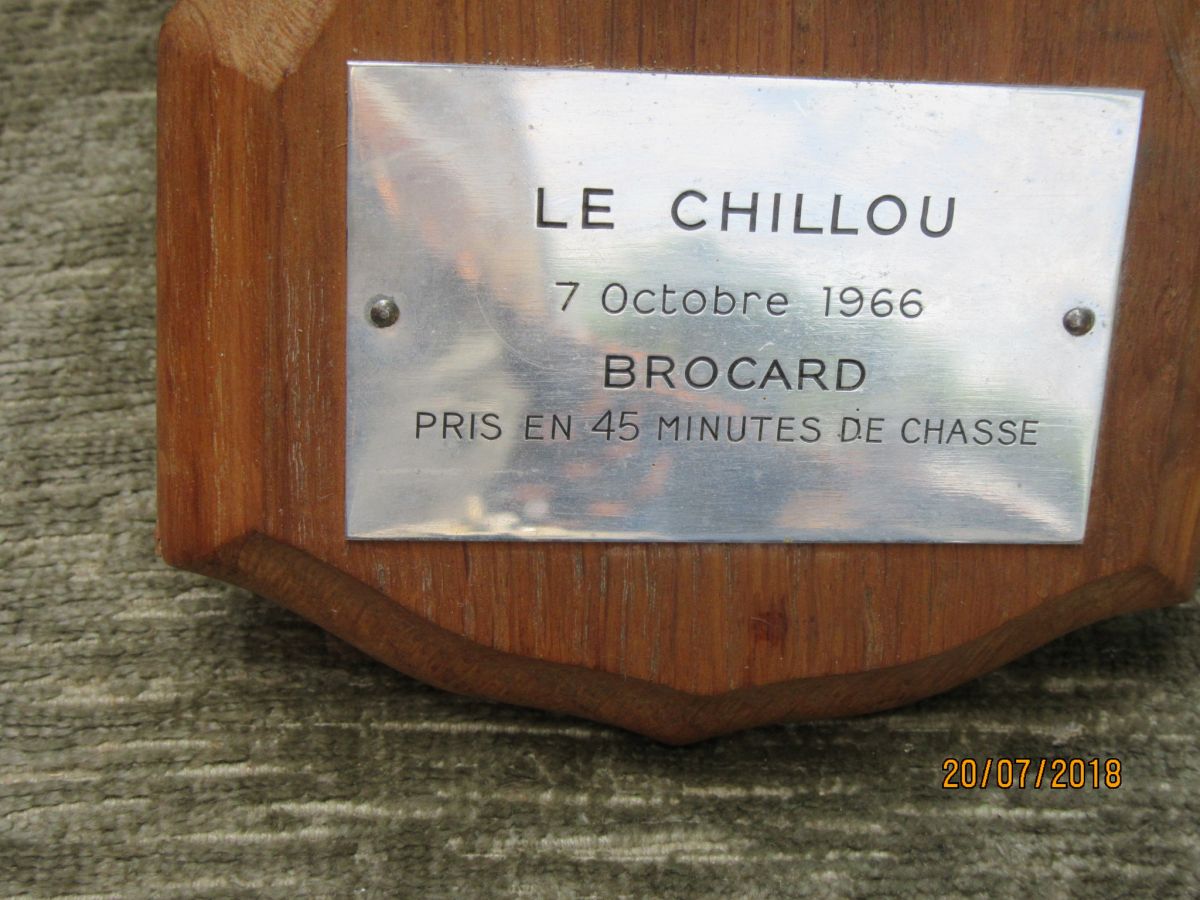 LE CHILLOU
7 Octobre 1966
BROCARD
PRIS EN 45 MINUTES DE CHASSE
20/07/2018